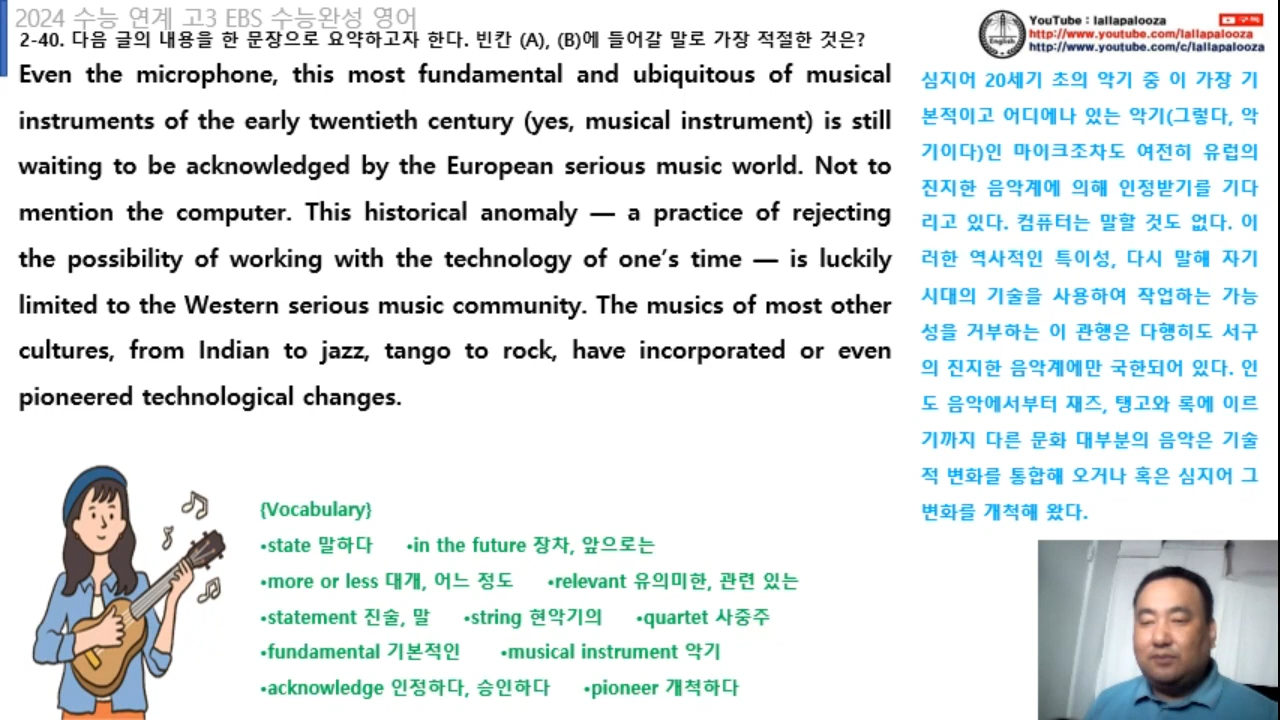 2024 수능 연계 고3 EBS 수능완성 영어
2-40. 다음 글의 내용을 한 문장으로 요약하고자 한다. 빈칸 (A), (B)에 들어갈 말로 가장 적절한 것은?
Even the microphone, this most fundamental and ubiquitous of musical
instruments of the early twentieth century (yes, musical instrument) is still
waiting to be acknowledged by the European serious music world. Not to
mention the computer. This historical anomaly — a practice of rejecting
the possibility of working with the technology of one's time — is luckily
limited to the Western serious music community. The musics of most other
cultures, from Indian to jazz, tango to rock, have incorporated or even
pioneered technological changes.
English
YouTube : lallapalooza
구독
http://www.youtube.com/lallapalooza
http://www.youtube.com/c/lallapalooza
심지어 20세기 초의 악기 중 이 가장 기
본적이고 어디에나 있는 악기(그렇다, 악
기이다)인 마이크조차도 여전히 유럽의
진지한 음악계에 의해 인정받기를 기다
리고 있다. 컴퓨터는 말할 것도 없다. 이
러한 역사적인 특이성, 다시 말해 자기
시대의 기술을 사용하여 작업하는 가능
성을 거부하는 이 관행은 다행히도 서구
의 진지한 음악계에만 국한되어 있다. 인
도 음악에서부터 재즈, 탱고와 록에 이르
기까지 다른 문화 대부분의 음악은 기술
적 변화를 통합해 오거나 혹은 심지어 그
변화를 개척해 왔다.
{Vocabulary}
•state 말하다 •in the future 장차, 앞으로는
•more or less 대개, 어느 정도 •relevant 유의미한, 관련 있는
•statement 진술, 말 •string 현악기의 •quartet 사중주
•fundamental 기본적인 •musical instrument 악기
•acknowledge 인정하다, 승인하다 •pioneer 개척하다